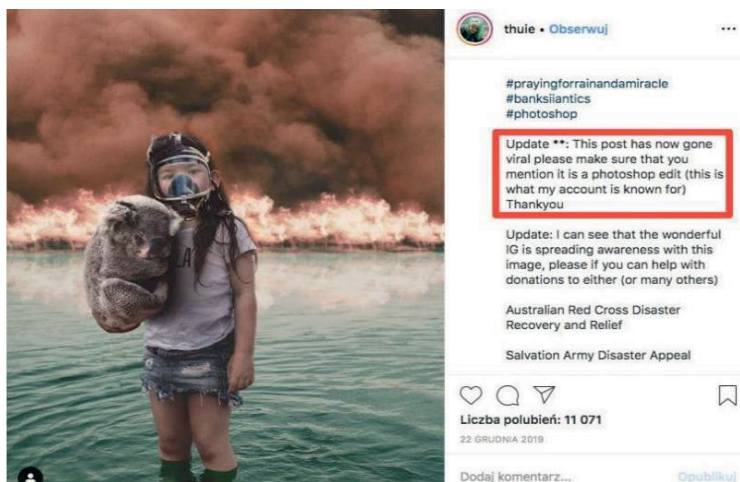 thuie • Obserwuj
...
#prayingforrainandamiracle
#banksiiantics
#photoshop
Update **: This post has now gone
viral please make sure that you
mention it is a photoshop edit (this is
what my account is known for)
Thankyou
Update: I can see that the wonderful
IG is spreading awareness with this
image, please if you can help with
donations to either (or many others)
Australian Red Cross Disaster
Recovery and Relief
Salvation Army Disaster Appeal
Liczba polubień: 11 071
22 GRUDNIA 2019
Dodaj komentarz...
Opublikuj